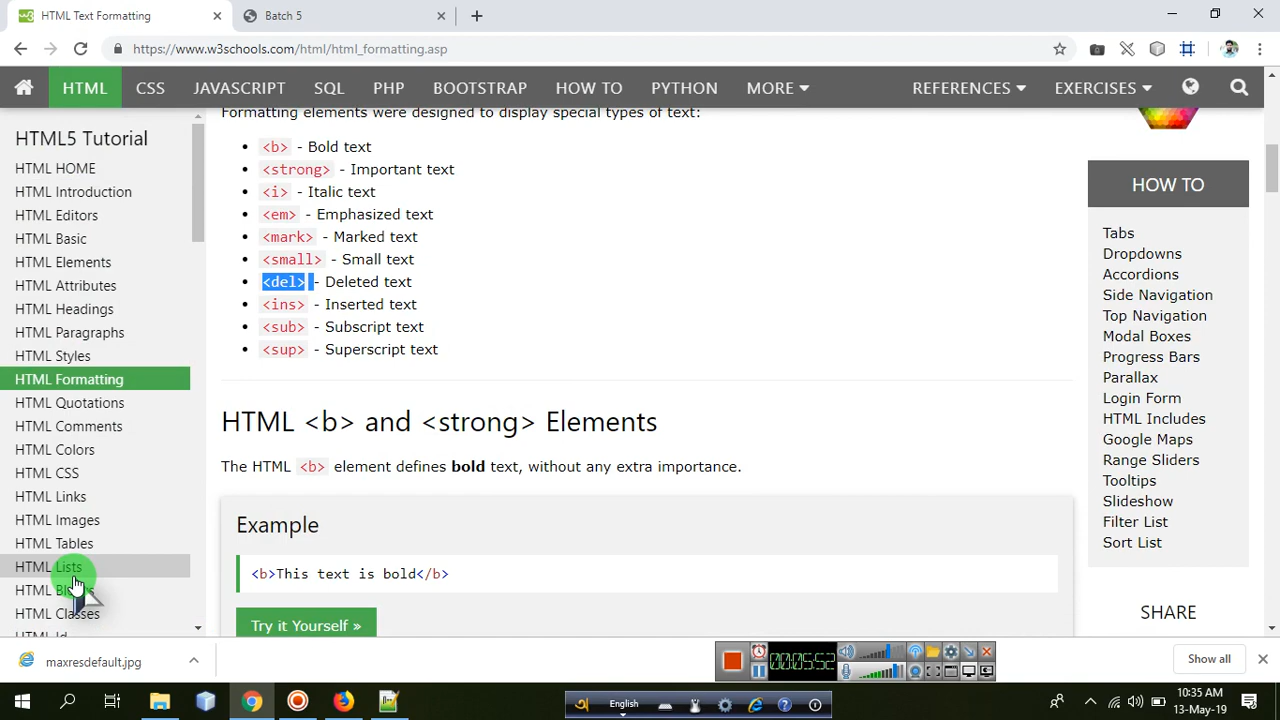 HTML Text Formatting
Batch 5
https://www.w3schools.com/html/html_formatting.asp
HTML
CSS
JAVASCRIPT
SQL
PHP
BOOTSTRAP
HOW TO
PYTHON
MORE
REFERENCES
EXERCISES
HTML5 Tutorial
HTML HOME
HTML Introduction
HTML Editors
HTML Basic
HTML Elements
HTML Attributes
HTML Headings
HTML Paragraphs
HTML Styles
HTML Formatting
HTML Quotations
HTML Comments
HTML Colors
HTML CSS
HTML Links
HTML Images
HTML Tables
HTML Lists
HTML
HTML Classes
HTML Id
Formatting elements were designed to display special types of text:
<b> - Bold text
<strong> - Important text
<i> - Italic text
<em> - Emphasized text
<mark> - Marked text
<small> - Small text
<del> - Deleted text
<ins> - Inserted text
<sub> - Subscript text
<sup> - Superscript text
HTML <b> and <strong> Elements
The HTML <b> element defines bold text, without any extra importance.
Example
<b>This text is bold</b>
Try it Yourself »
HOW TO
Tabs
Dropdowns
Accordions
Side Navigation
Top Navigation
Modal Boxes
Progress Bars
Parallax
Login Form
HTML Includes
Google Maps
Range Sliders
Tooltips
Slideshow
Filter List
Sort List
SHARE
maxresdefault.jpg
00:05:52
Show all
English
10:35 AM
13-May-19